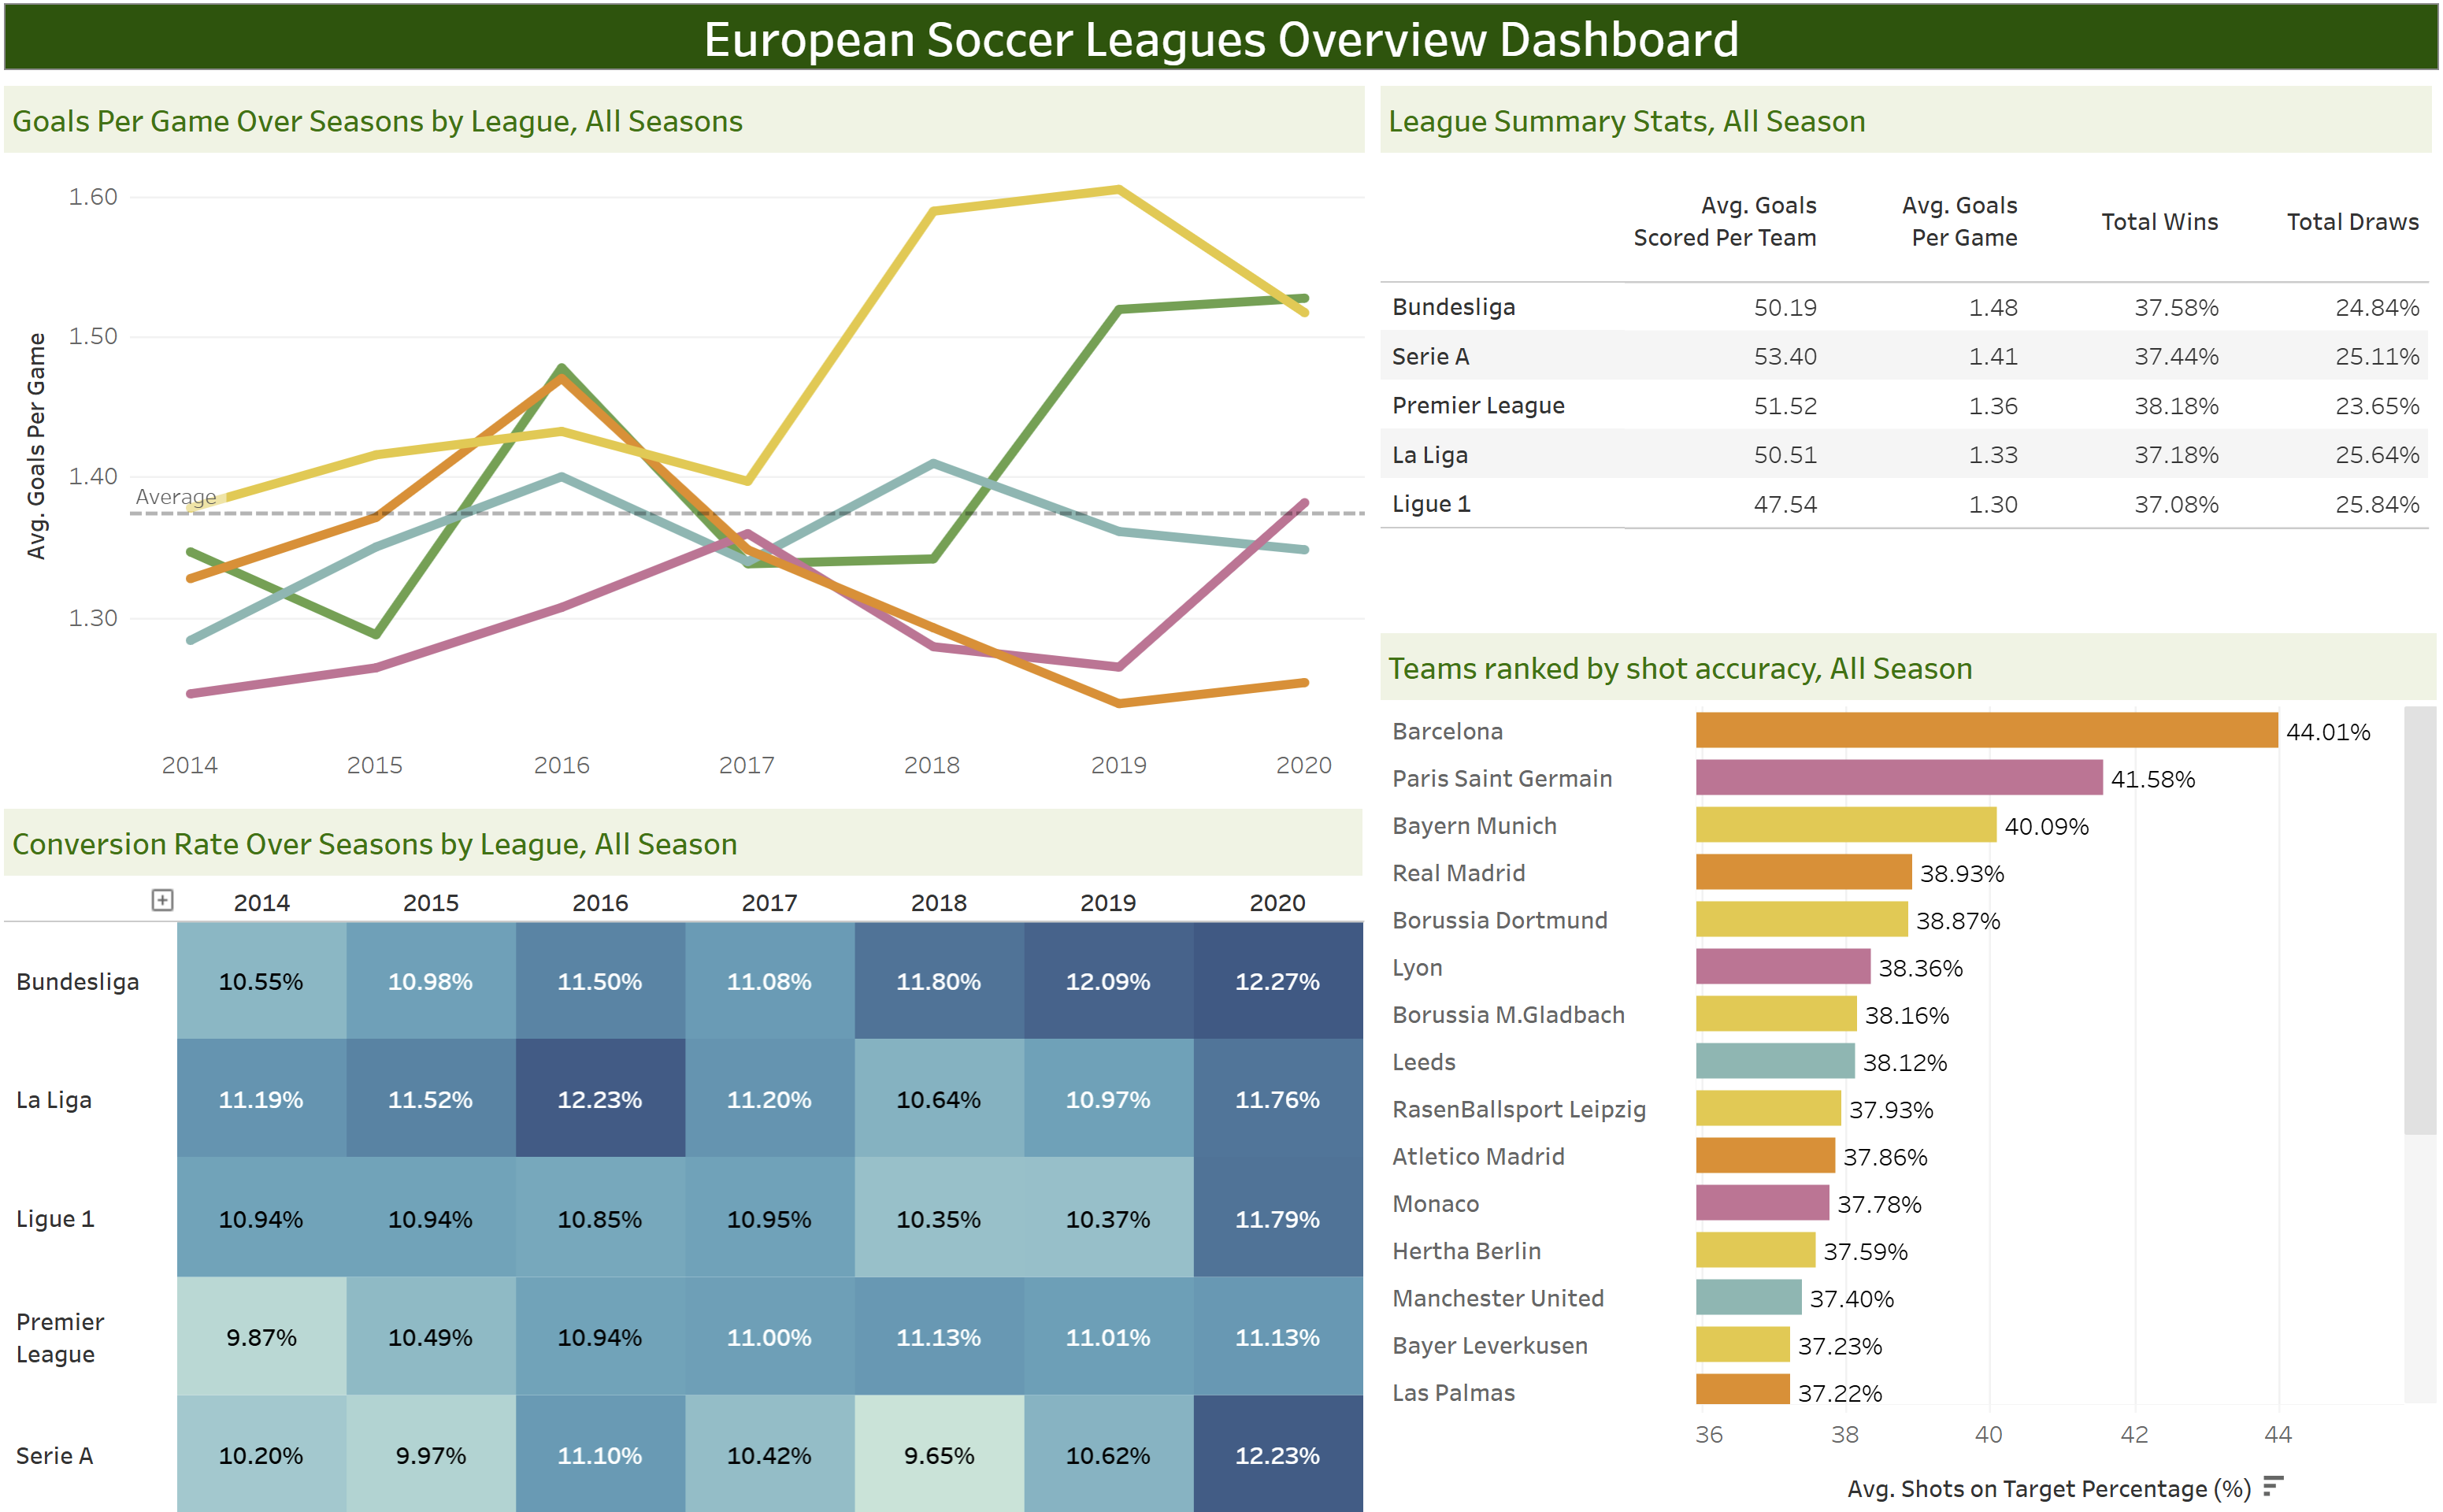 European Soccer Leagues Overview Dashboard
Goals Per Game Over Seasons by League, All Seasons
Avg. Goals Per Game
1.60
1.50
1.40
1.30
Average
2014 2015 2016 2017 2018 2019 2020
League Summary Stats, All Season
Avg. Goals Scored Per Team Avg. Goals Per Game Total Wins Total Draws
Bundesliga 50.19 1.48 37.58% 24.84%
Serie A 53.40 1.41 37.44% 25.11%
Premier League 51.52 1.36 38.18% 23.65%
La Liga 50.51 1.33 37.18% 25.64%
Ligue 1 47.54 1.30 37.08% 25.84%
Conversion Rate Over Seasons by League, All Season
2014 2015 2016 2017 2018 2019 2020
Bundesliga 10.55% 10.98% 11.50% 11.08% 11.80% 12.09% 12.27%
La Liga 11.19% 11.52% 12.23% 11.20% 10.64% 10.97% 11.76%
Ligue 1 10.94% 10.94% 10.85% 10.95% 10.35% 10.37% 11.79%
Premier League 9.87% 10.49% 10.94% 11.00% 11.13% 11.01% 11.13%
Serie A 10.20% 9.97% 11.10% 10.42% 9.65% 10.62% 12.23%
Teams ranked by shot accuracy, All Season
Barcelona 44.01%
Paris Saint Germain 41.58%
Bayern Munich 40.09%
Real Madrid 38.93%
Borussia Dortmund 38.87%
Lyon 38.36%
Borussia M.Gladbach 38.16%
Leeds 38.12%
RasenBallsport Leipzig 37.93%
Atletico Madrid 37.86%
Monaco 37.78%
Hertha Berlin 37.59%
Manchester United 37.40%
Bayer Leverkusen 37.23%
Las Palmas 37.22%
36 38 40 42 44
Avg. Shots on Target Percentage (%)